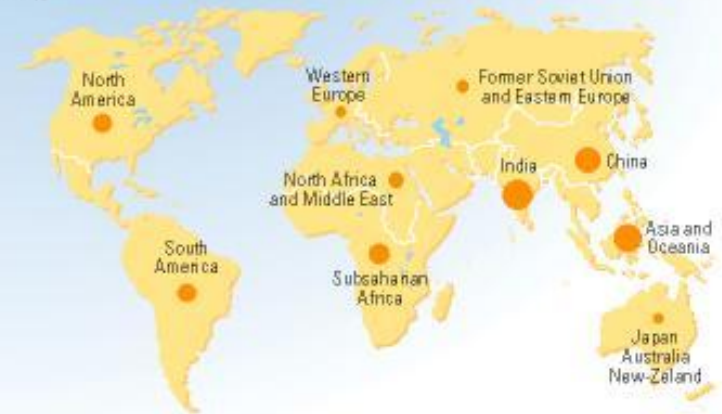 North
America
Western
Europe
Former Soviet Union
and Eastern Europe
India
China
North Africa
and Middle East
Asia and
Oceania
South
America
Subsaharian
Africa
Japan
Australia
New-Zeland